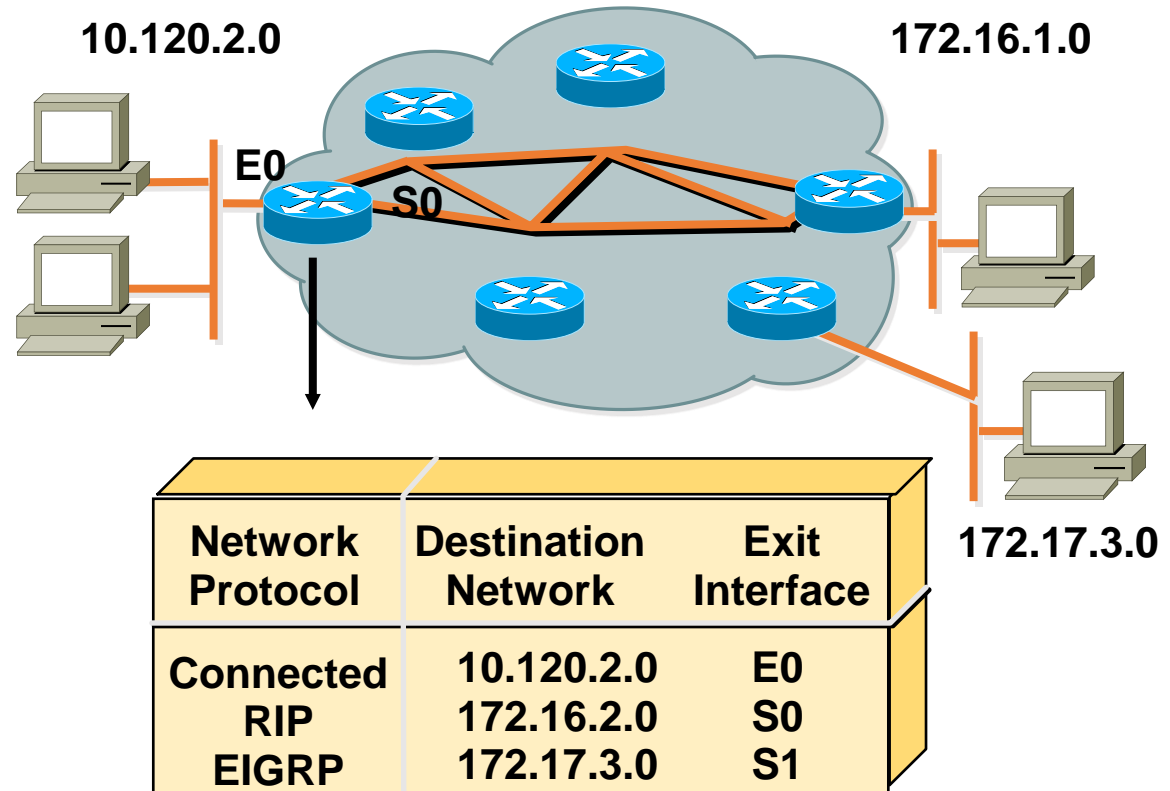 10.120.2.0
172.16.1.0
E0
S0
172.17.3.0
Network Protocol
Destination Network
Exit Interface
Connected 10.120.2.0 E0
RIP 172.16.2.0 S0
EIGRP 172.17.3.0 S1